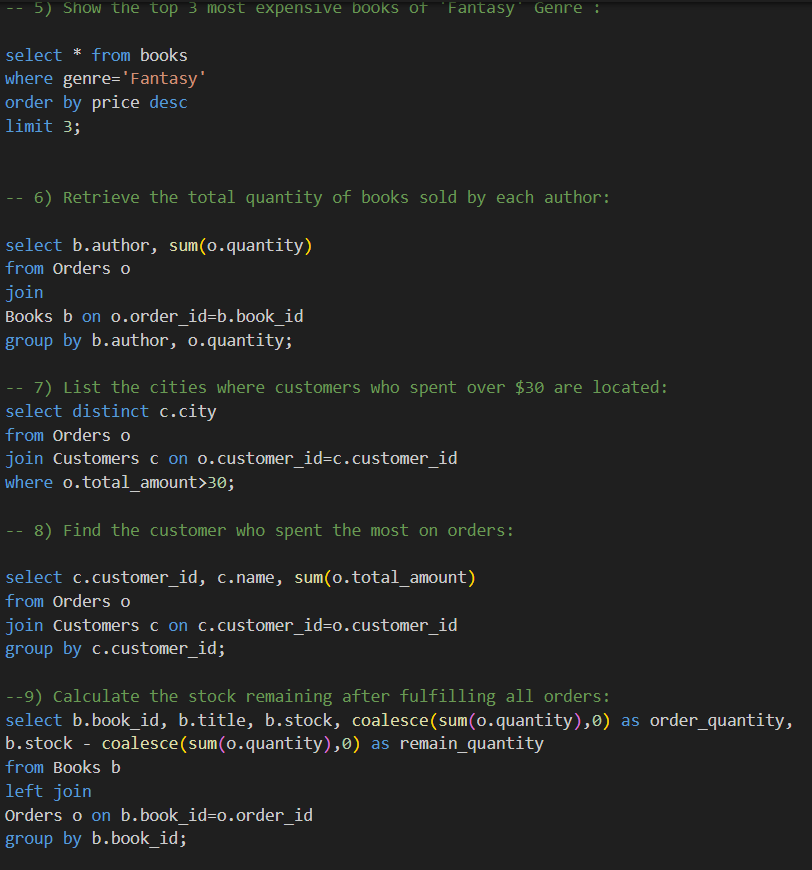 -- 5) Show the top 3 most expensive books of 'Fantasy' Genre :
select * from books
where genre='Fantasy'
order by price desc
limit 3;
-- 6) Retrieve the total quantity of books sold by each author:
select b.author, sum(o.quantity)
from Orders o
join
Books b on o.order_id=b.book_id
group by b.author, o.quantity;
-- 7) List the cities where customers who spent over $30 are located:
select distinct c.city
from Orders o
join Customers c on o.customer_id=c.customer_id
where o.total_amount>30;
-- 8) Find the customer who spent the most on orders:
select c.customer_id, c.name, sum(o.total_amount)
from Orders o
join Customers c on c.customer_id=o.customer_id
group by c.customer_id;
--9) Calculate the stock remaining after fulfilling all orders:
select b.book_id, b.title, b.stock, coalesce(sum(o.quantity),0) as order_quantity,
b.stock - coalesce(sum(o.quantity),0) as remain_quantity
from Books b
left join
Orders o on b.book_id=o.order_id
group by b.book_id;